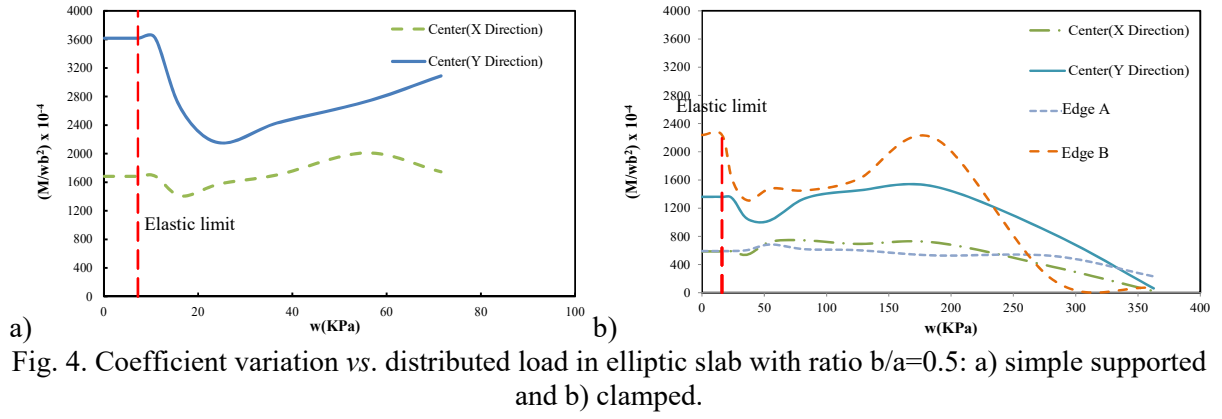 4000
3600
3200
2800
2400
2000
1600
1200
800
400
0
(M/wb²) x 10⁻⁴
Center(X Direction)
Center(Y Direction)
Elastic limit
0 20 40 60 80 100
w(KPa)
a)
4000
3600
3200
2800
2400
2000
1600
1200
800
400
0
(M/wb²) x 10⁻⁴
Center(X Direction)
Center(Y Direction)
Edge A
Edge B
Elastic limit
0 50 100 150 200 250 300 350 400
w(KPa)
b)
Fig. 4. Coefficient variation vs. distributed load in elliptic slab with ratio b/a=0.5: a) simple supported
and b) clamped.